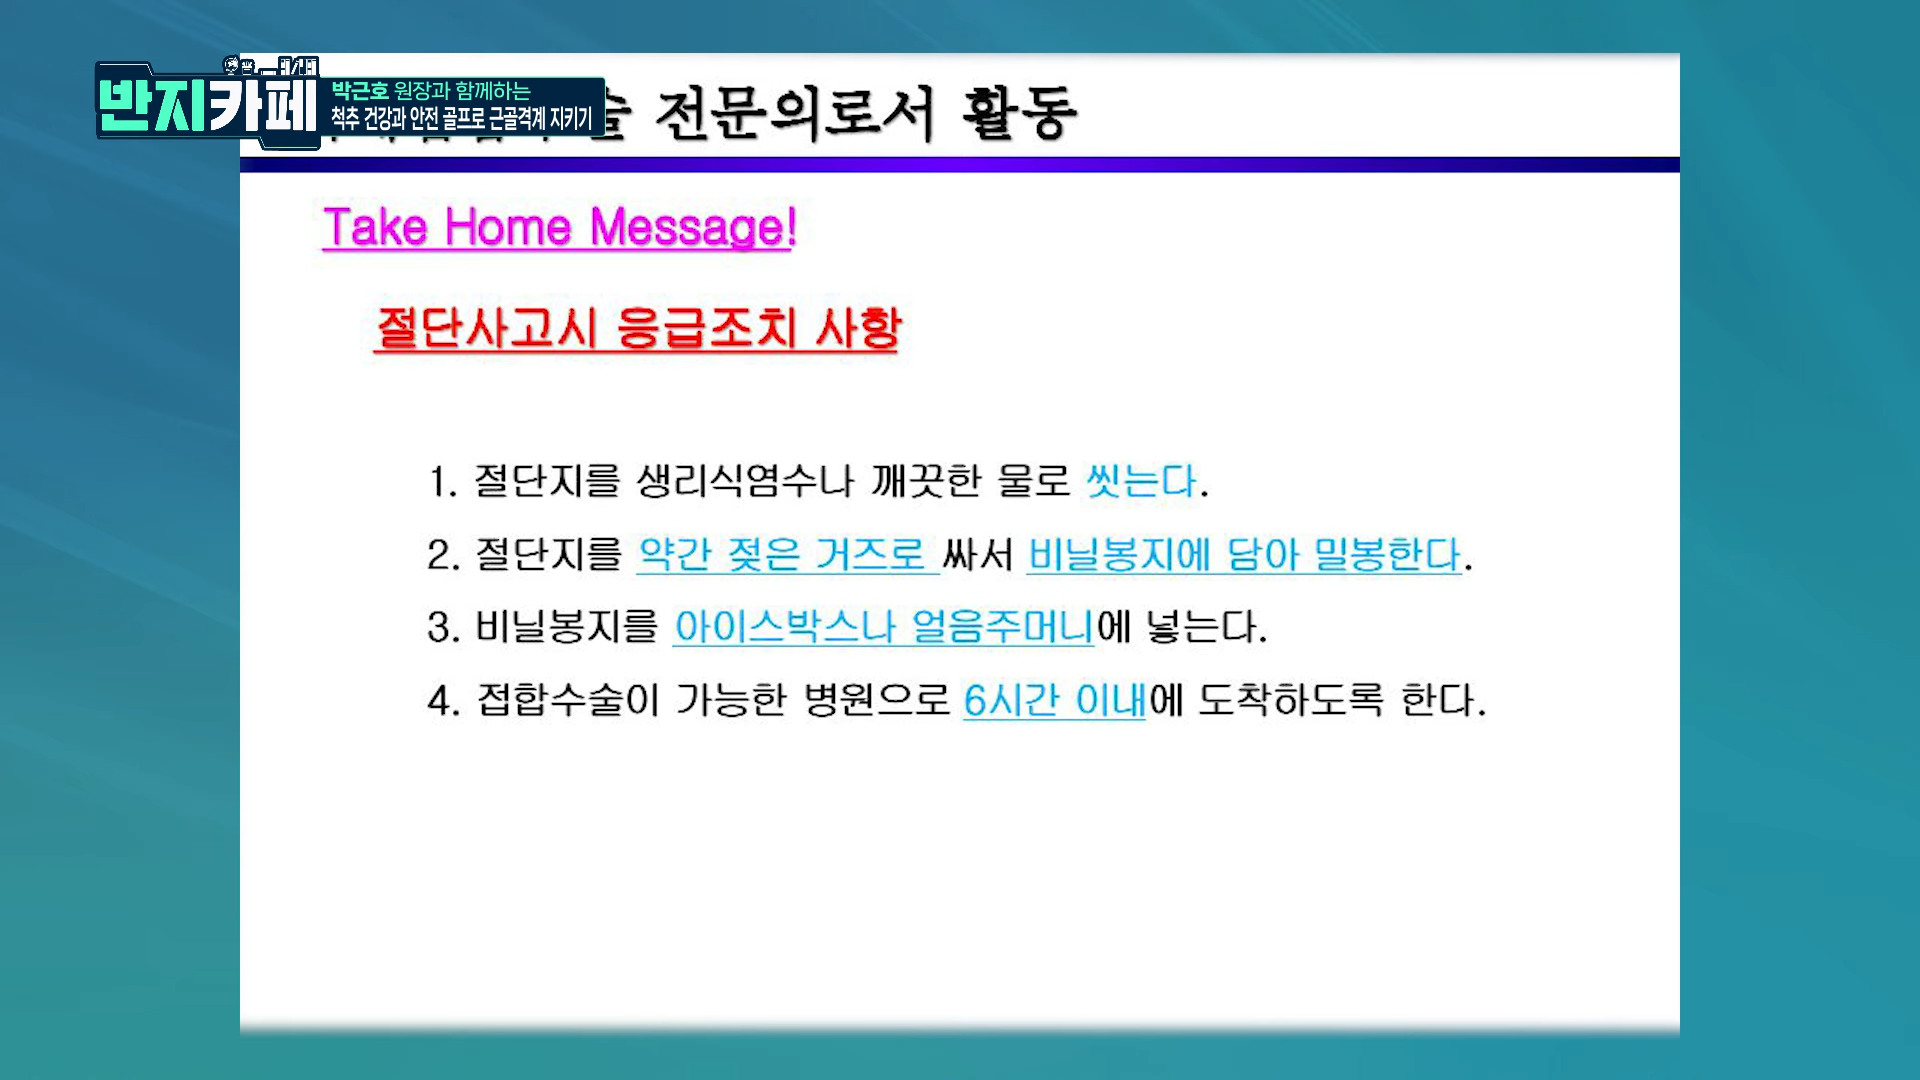 반지카페
박근호 원장과 함께하는
척추 건강과 안전 골프로 근골격계 지키기
전문의로서 활동
Take Home Message!
절단사고시 응급조치 사항
1. 절단지를 생리식염수나 깨끗한 물로 씻는다.
2. 절단지를 약간 젖은 거즈로 싸서 비닐봉지에 담아 밀봉한다.
3. 비닐봉지를 아이스박스나 얼음주머니에 넣는다.
4. 접합수술이 가능한 병원으로 6시간 이내에 도착하도록 한다.